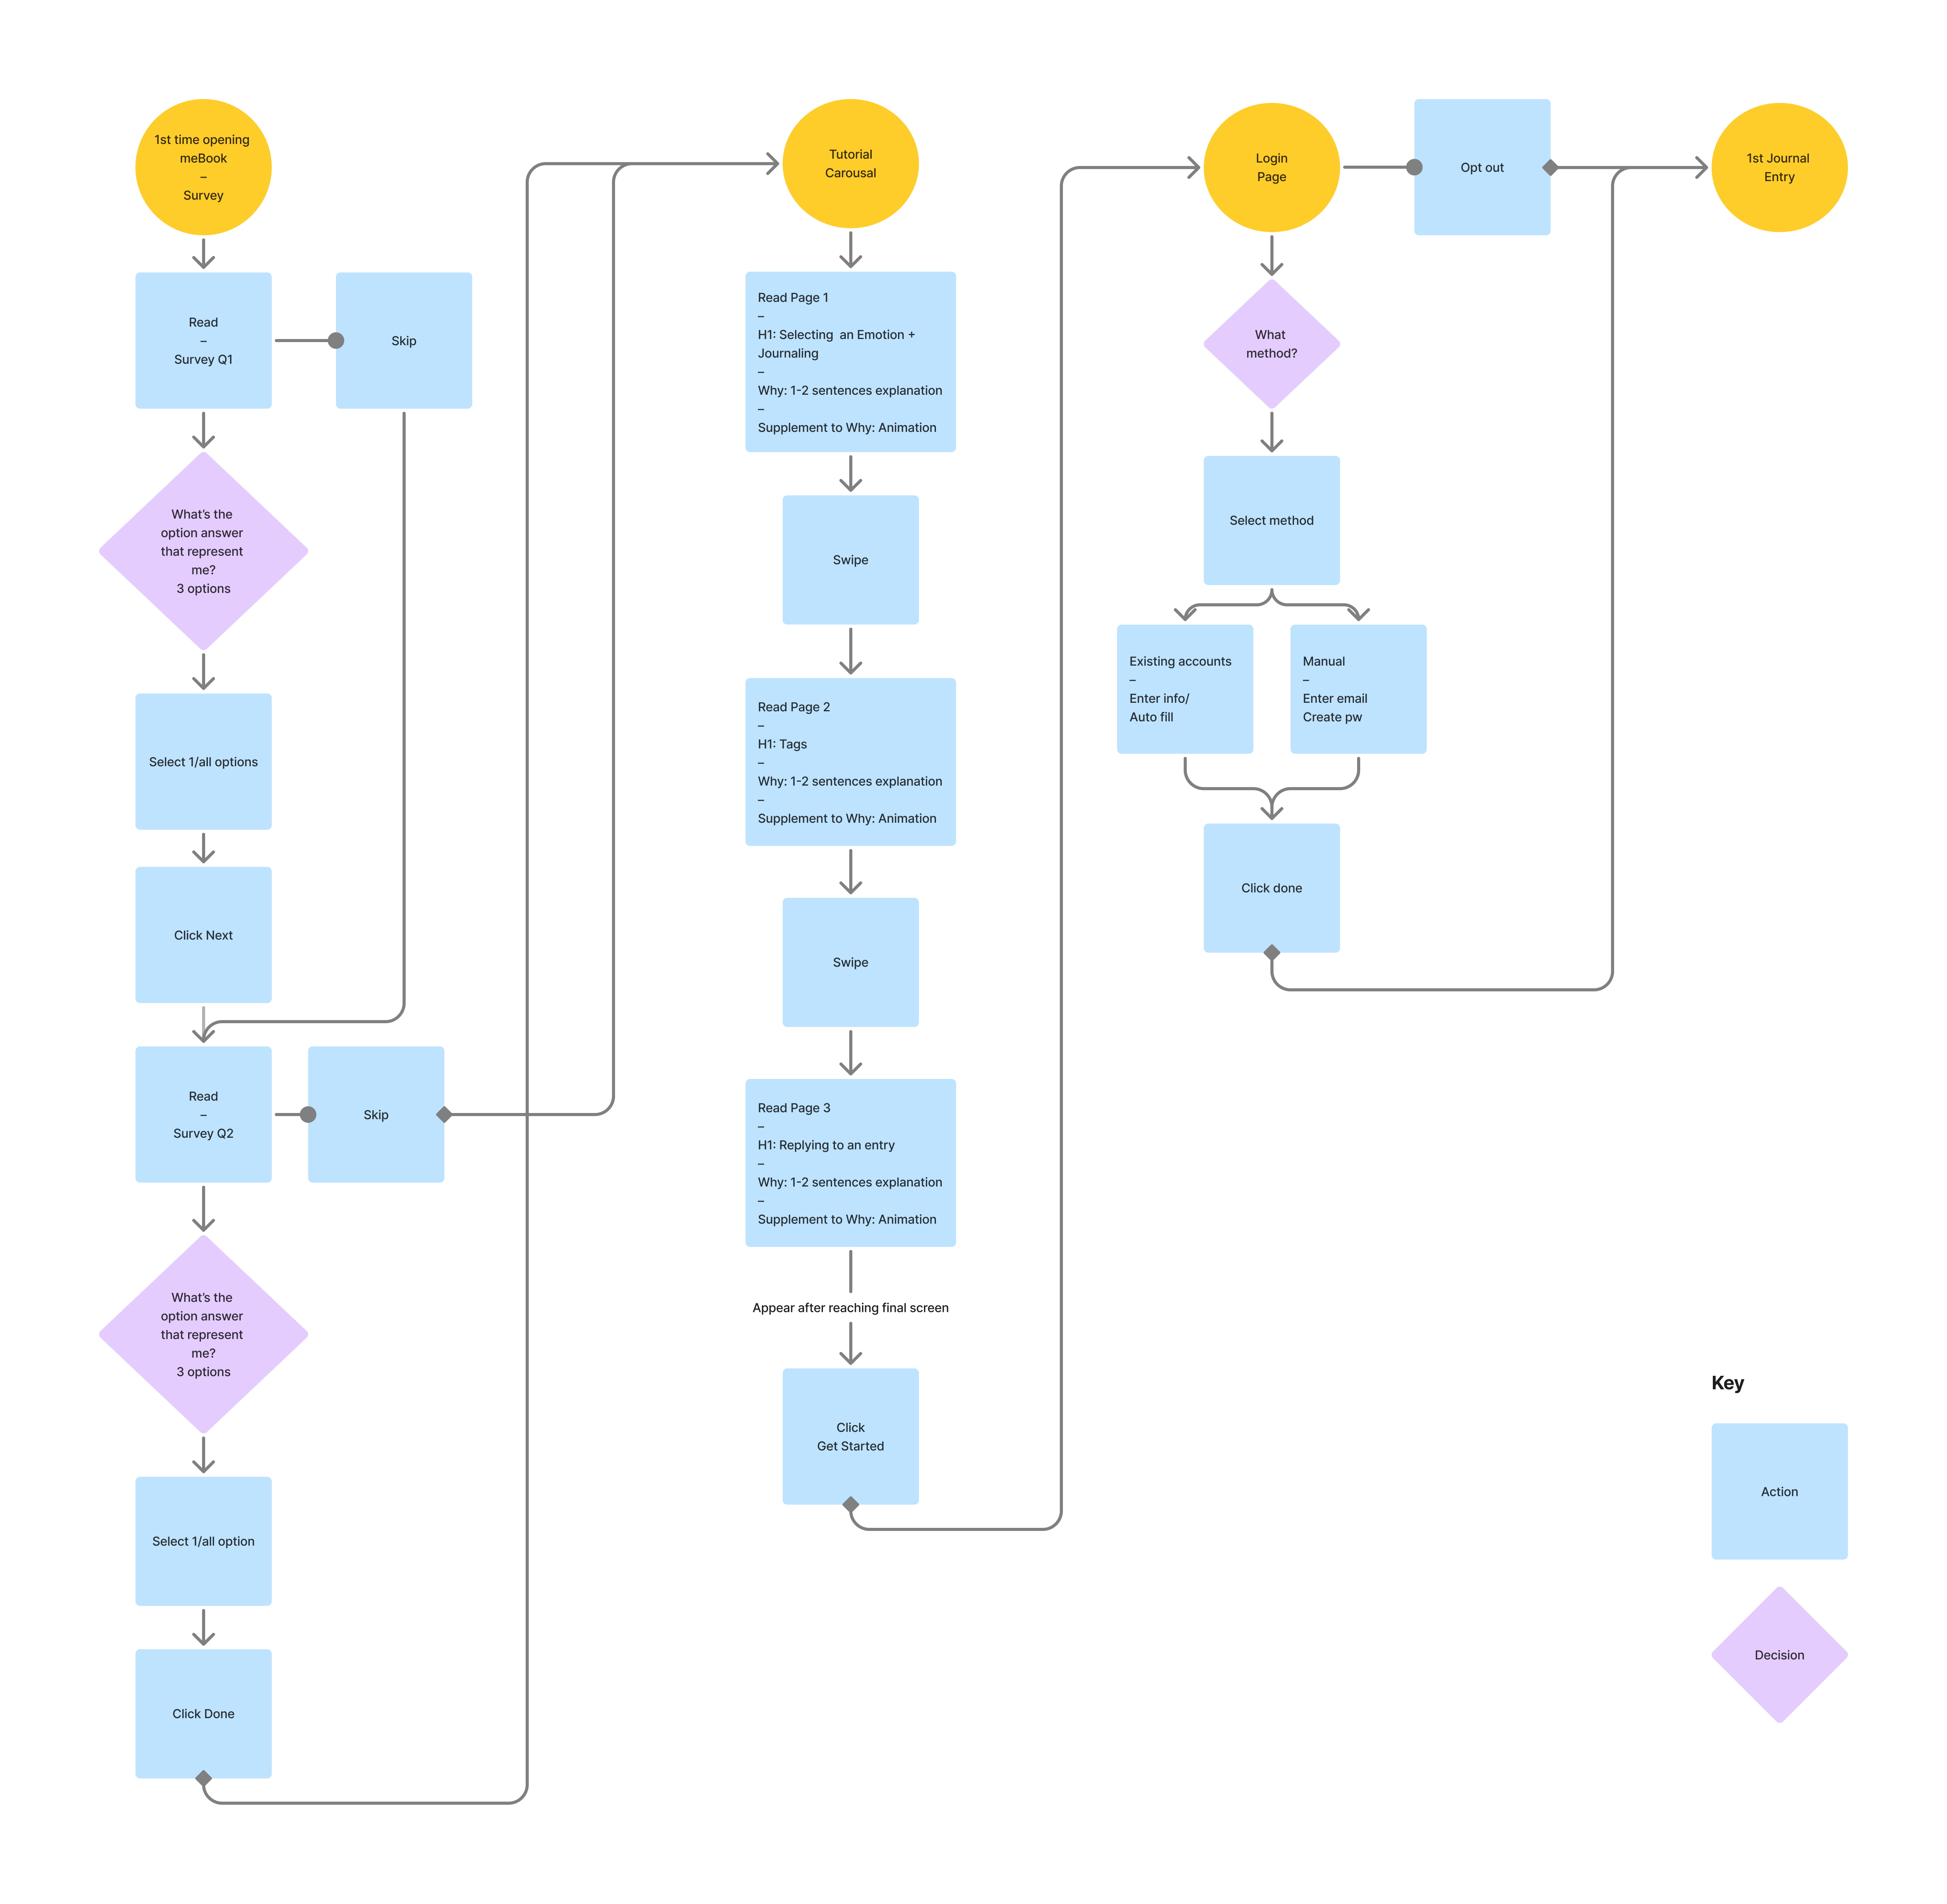 1st time opening
meBook
–
Survey
Read
–
Survey Q1
Skip
What's the
option answer
that represent
me?
3 options
Select 1/all options
Click Next
Read
–
Survey Q2
Skip
What's the
option answer
that represent
me?
3 options
Select 1/all option
Click Done
Tutorial
Carousal
Read Page 1
–
H1: Selecting  an Emotion +
Journaling
–
Why: 1-2 sentences explanation
–
Supplement to Why: Animation
Swipe
Read Page 2
–
H1: Tags
–
Why: 1-2 sentences explanation
–
Supplement to Why: Animation
Swipe
Read Page 3
–
H1: Replying to an entry
–
Why: 1-2 sentences explanation
–
Supplement to Why: Animation
Appear after reaching final screen
Click
Get Started
Login
Page
Opt out
1st Journal
Entry
What
method?
Select method
Existing accounts
–
Enter info/
Auto fill
Manual
–
Enter email
Create pw
Click done
Key
Action
Decision